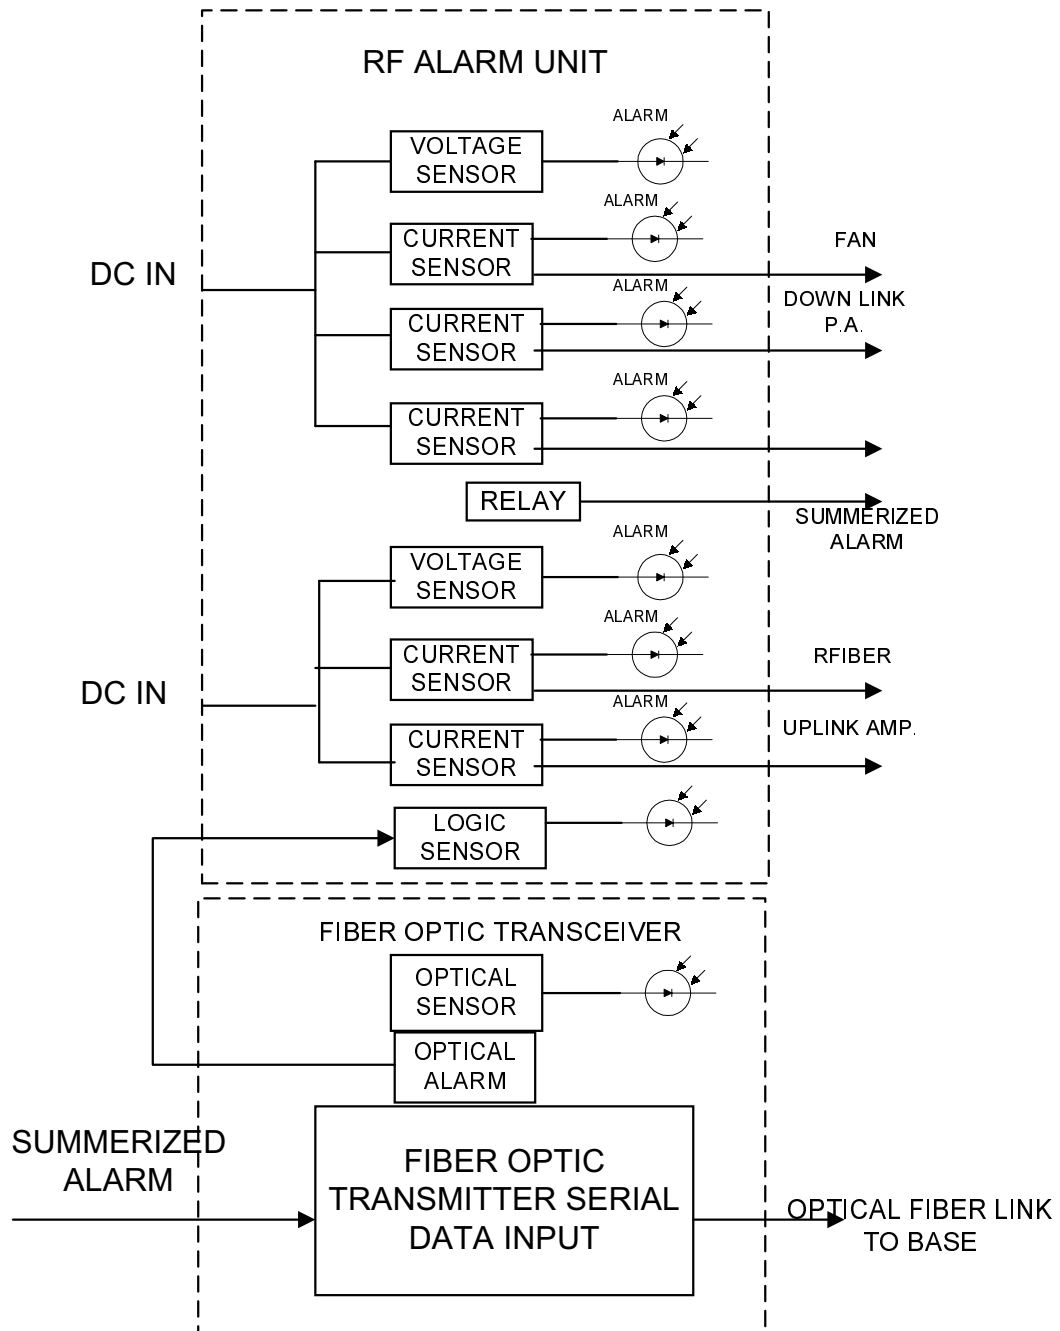 RF ALARM UNIT
ALARM
VOLTAGE
SENSOR
ALARM
CURRENT
SENSOR
FAN
DC IN
ALARM
CURRENT
SENSOR
DOWN LINK
P.A.
ALARM
CURRENT
SENSOR
RELAY
SUMMERIZED
ALARM
ALARM
VOLTAGE
SENSOR
ALARM
CURRENT
SENSOR
RFIBER
DC IN
ALARM
CURRENT
SENSOR
UPLINK AMP.
LOGIC
SENSOR
FIBER OPTIC TRANSCEIVER
OPTICAL
SENSOR
OPTICAL
ALARM
SUMMERIZED
ALARM
FIBER OPTIC
TRANSMITTER SERIAL
DATA INPUT
OPTICAL FIBER LINK
TO BASE